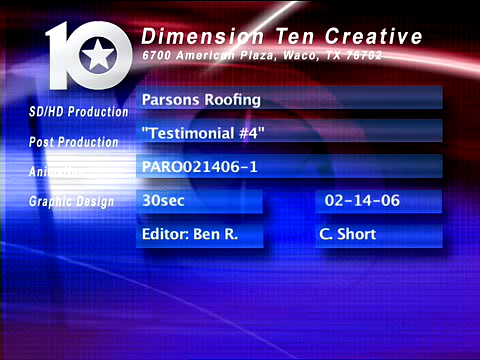 10
Dimension Ten Creative
6700 American Plaza, Waco, TX 76702
SD/HD Production
Post Production
Animation
Graphic Design
Parsons Roofing
"Testimonial #4"
PARO021406-1
30sec
02-14-06
Editor: Ben R.
C. Short